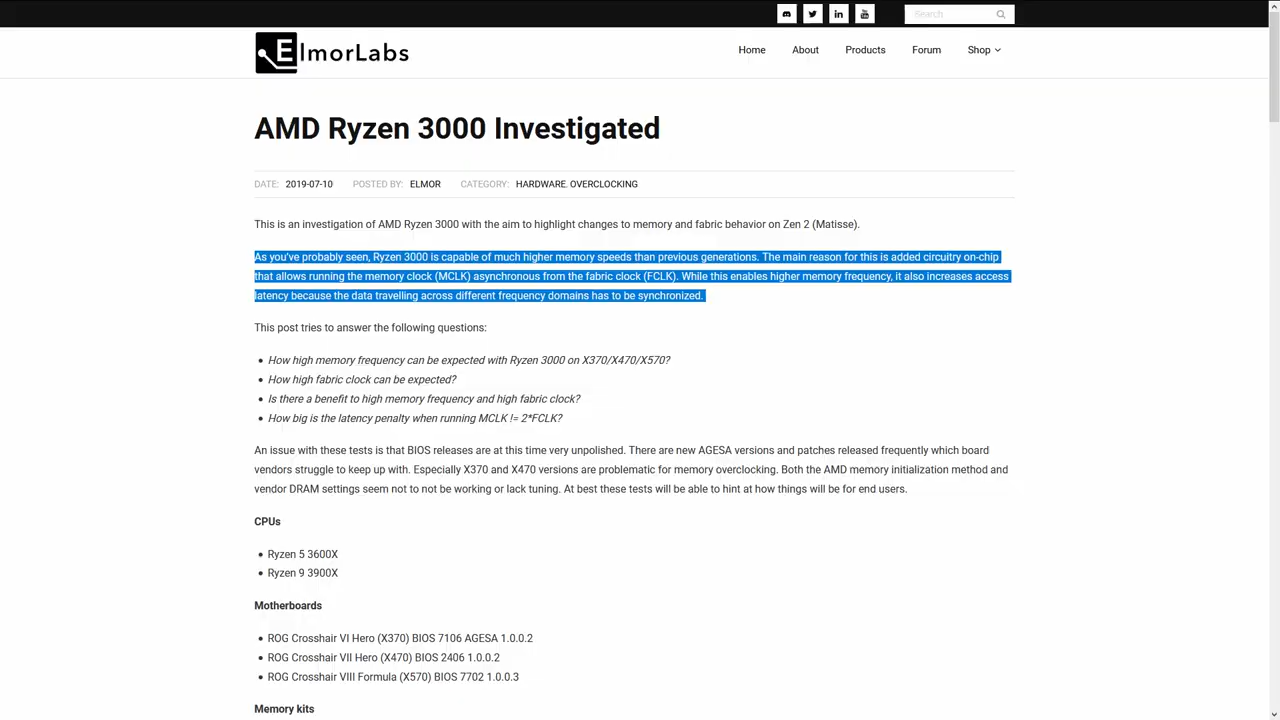 Search
ElmorLabs
Home About Products Forum Shop
AMD Ryzen 3000 Investigated
DATE: 2019-07-10 POSTED BY: ELMOR CATEGORY: HARDWARE, OVERCLOCKING
This is an investigation of AMD Ryzen 3000 with the aim to highlight changes to memory and fabric behavior on Zen 2 (Matisse).
As you've probably seen, Ryzen 3000 is capable of much higher memory speeds than previous generations. The main reason for this is added circuitry on-chip
that allows running the memory clock (MCLK) asynchronous from the fabric clock (FCLK). While this enables higher memory frequency, it also increases access
latency because the data travelling across different frequency domains has to be synchronized.
This post tries to answer the following questions:
• How high memory frequency can be expected with Ryzen 3000 on X370/X470/X570?
• How high fabric clock can be expected?
• Is there a benefit to high memory frequency and high fabric clock?
• How big is the latency penalty when running MCLK != 2*FCLK?
An issue with these tests is that BIOS releases are at this time very unpolished. There are new AGESA versions and patches released frequently which board
vendors struggle to keep up with. Especially X370 and X470 versions are problematic for memory overclocking. Both the AMD memory initialization method and
vendor DRAM settings seem not to not be working or lack tuning. At best these tests will be able to hint at how things will be for end users.
CPUs
• Ryzen 5 3600X
• Ryzen 9 3900X
Motherboards
• ROG Crosshair VI Hero (X370) BIOS 7106 AGESA 1.0.0.2
• ROG Crosshair VII Hero (X470) BIOS 2406 1.0.0.2
• ROG Crosshair VIII Formula (X570) BIOS 7702 1.0.0.3
Memory kits